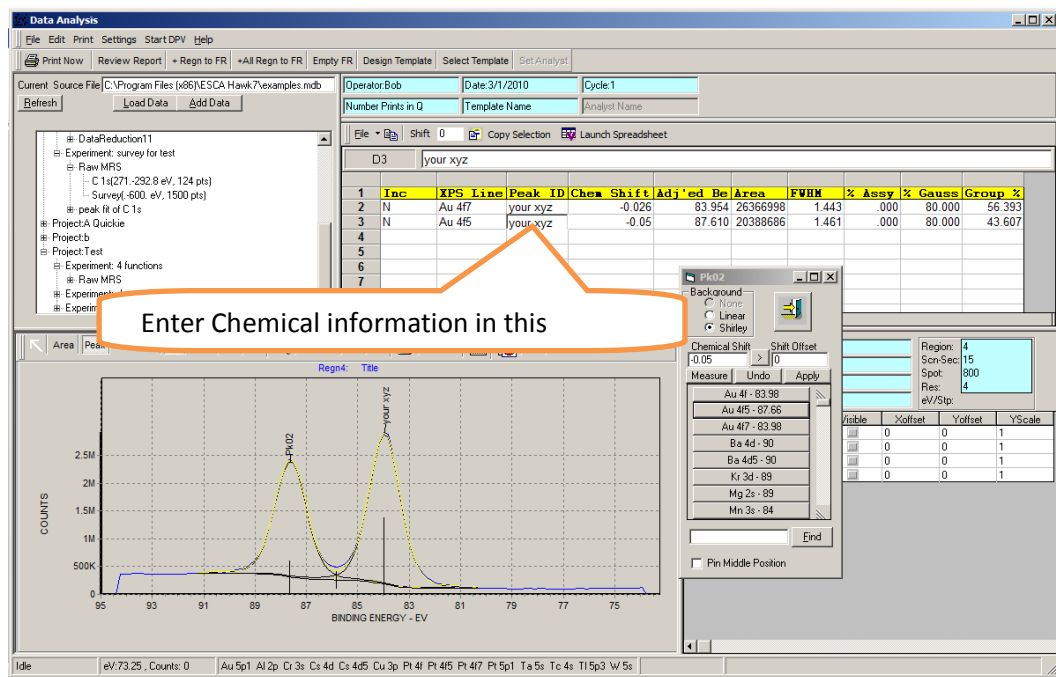 Data Analysis
File Edit Print Settings Start DPV Help
Print Now Review Report + Regn to FR +All Regn to FR Empty FR Design Template Select Template Set Analyst
Current Source File C:\Program Files (x86)\ESCA Hawk7\examples.mdb
Refresh Load Data Add Data
DataReduction11
Experiment: survey for test
Raw MRS
C 1s(271.-292.8 eV, 124 pts)
Survey(.-600. eV, 1500 pts)
peak fit of C 1s
Project:A Quickie
Project:b
Project:Test
Experiment: 4 functions
Raw MRS
Operator:Bob Date:3/1/2010 Cycle:1
Number Prints in Q Template Name Analyst Name
File Shift 0 Copy Selection Launch Spreadsheet
D3 your xyz
1 Inc XPS Line Peak ID Chem Shift Adj'ed Be Area FWHM % Assy % Gauss Group %
2 N Au 4f7 your xyz -0.026 83.954 26366998 1.443 .000 80.000 56.393
3 N Au 4f5 your xyz -0.05 87.610 20388686 1.461 .000 80.000 43.607
4
5
6
7
Enter Chemical information in this
Pk02
Background
None
Linear
Shirley
Chemical Shift Shift Offset
-0.05 > 0
Measure Undo Apply
Au 4f - 83.98
Au 4f5 - 87.66
Au 4f7 - 83.98
Ba 4d - 90
Ba 4d5 - 90
Kr 3d - 89
Mg 2s - 89
Mn 3s - 84
Find
Pin Middle Position
Region: 4
Scn-Sec: 15
Spot: 800
Res: 4
eV/Stp:
Xoffset Yoffset YScale
0 0 1
0 0 1
0 0 1
Area
Regn4: Title
Pk02
your xyz
COUNTS
2.5M
2M
1.5M
1M
500K
0
95 93 91 89 87 85 83 81 79 77 75
BINDING ENERGY - EV
Idle eV:73.25 , Counts: 0 Au 5p1 Al 2p Cr 3s Cs 4d Cs 4d5 Cu 3p Pt 4f Pt 4f5 Pt 4f7 Pt 5p1 Ta 5s Tc 4s Tl 5p3 W 5s